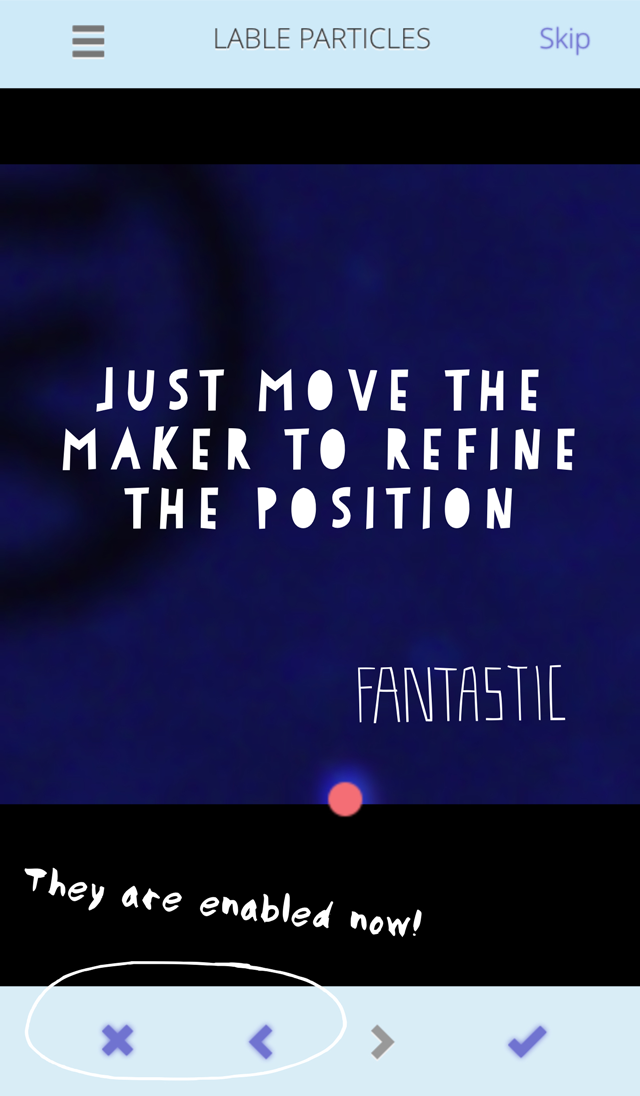 LABLE PARTICLES
Skip
JUST MOVE THE
MAKER TO REFINE
THE POSITION
FANTASTIC
They are enabled now!